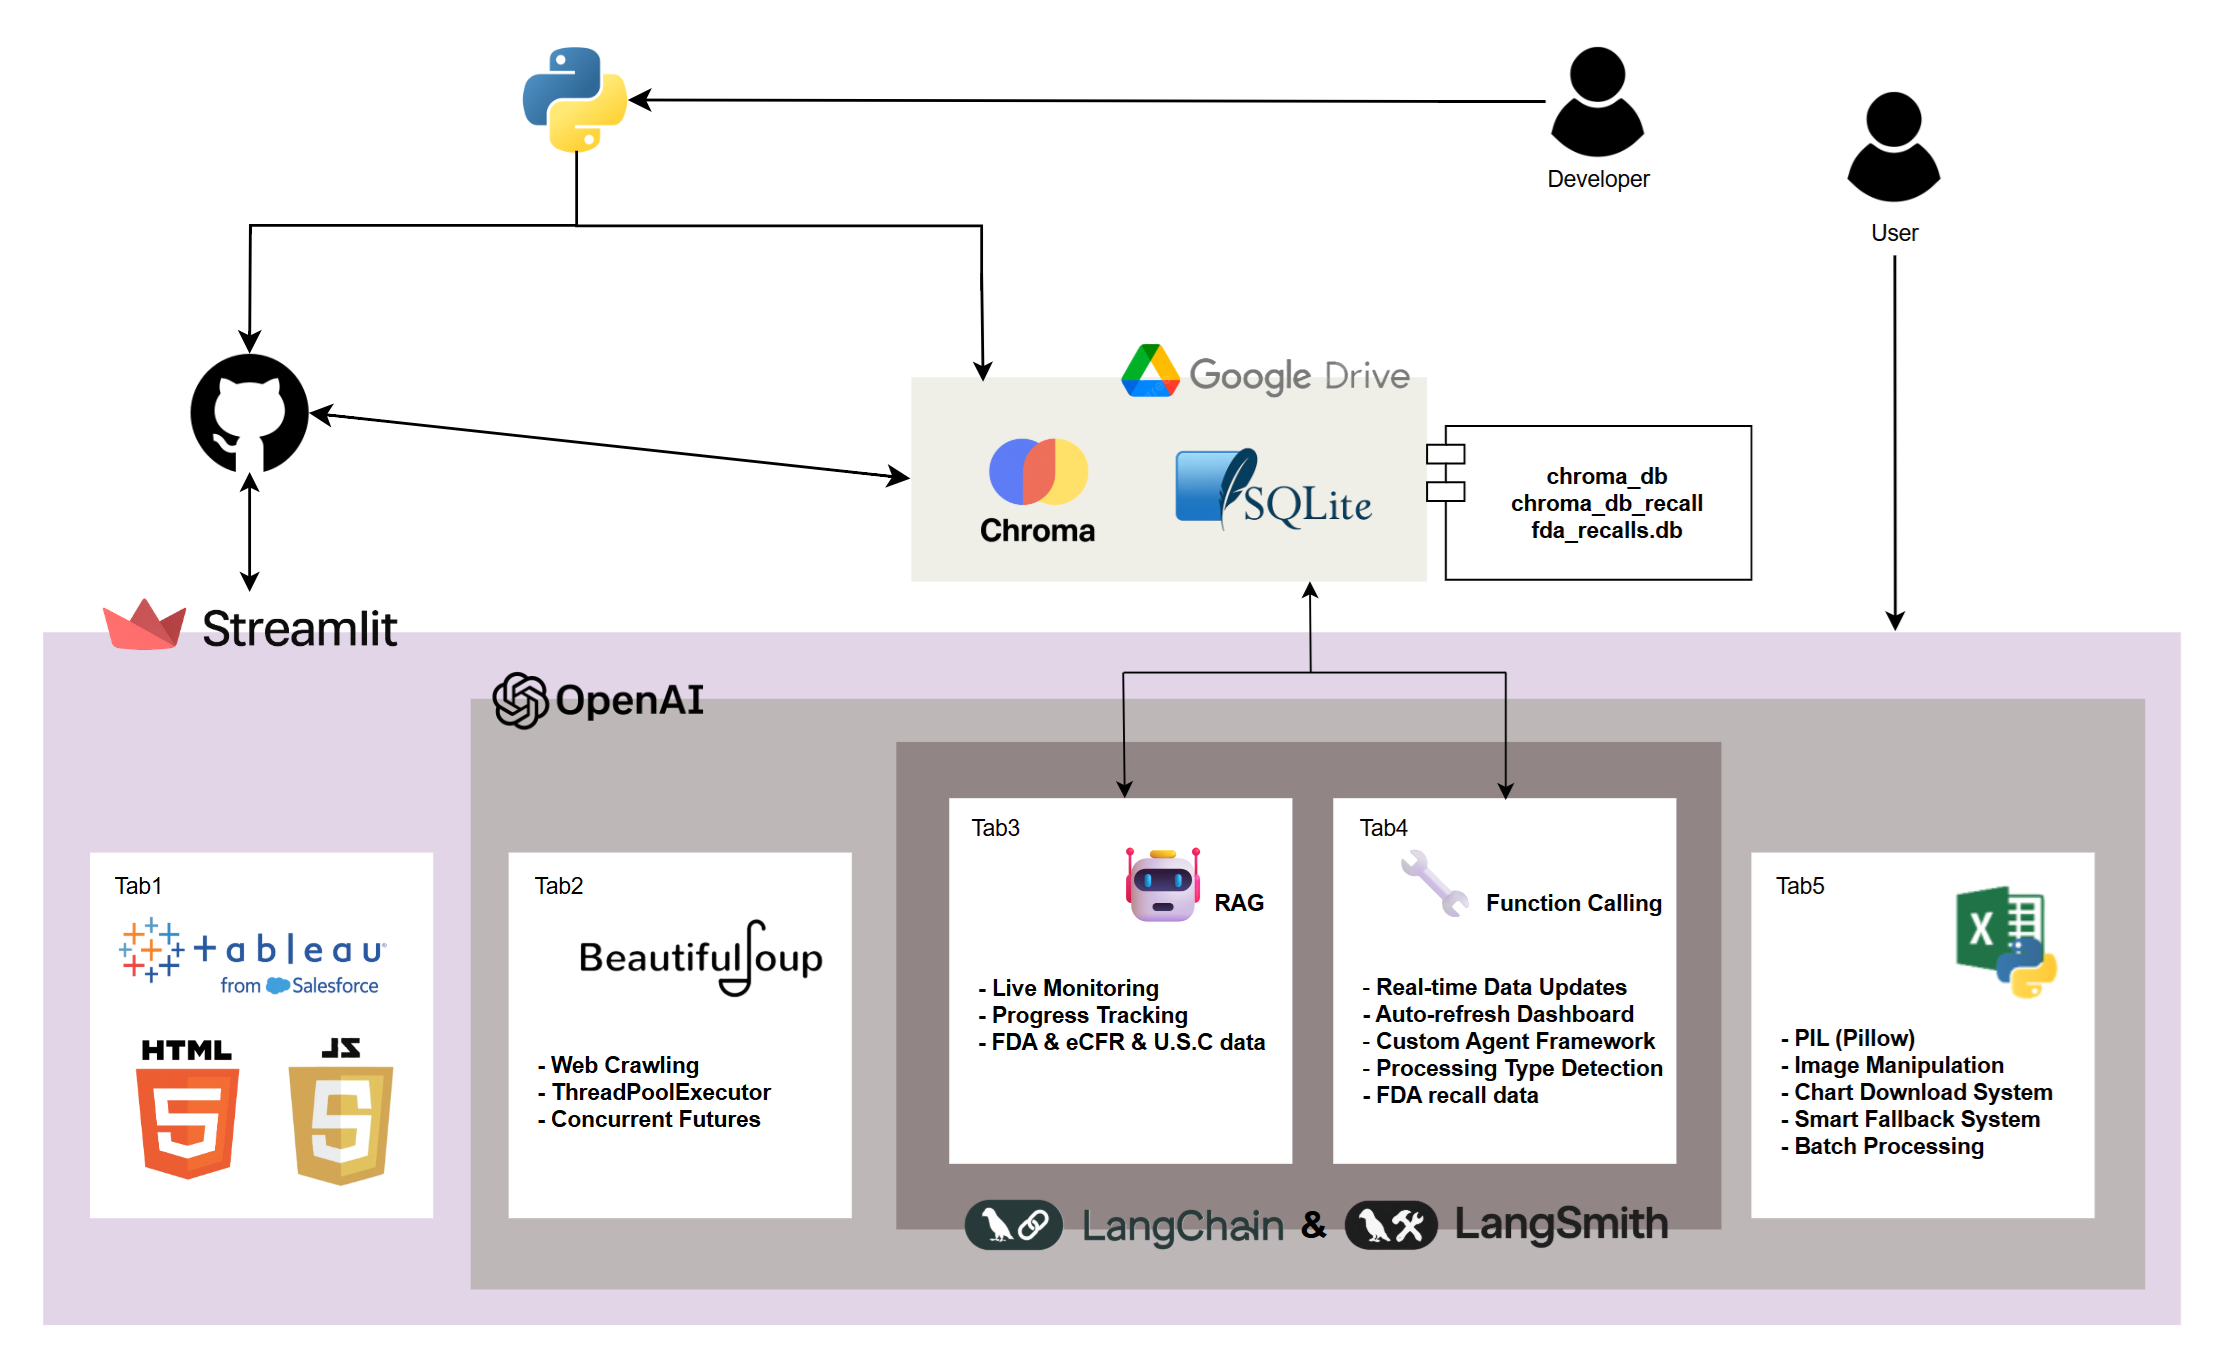 Developer
User
Google Drive
Chroma
SQLite
chroma_db
chroma_db_recall
fda_recalls.db
Streamlit
OpenAI
Tab1
+ableau
from Salesforce
HTML
5
JS
Tab2
BeautifulSoup
- Web Crawling
- ThreadPoolExecutor
- Concurrent Futures
Tab3
RAG
- Live Monitoring
- Progress Tracking
- FDA & eCFR & U.S.C data
Tab4
Function Calling
- Real-time Data Updates
- Auto-refresh Dashboard
- Custom Agent Framework
- Processing Type Detection
- FDA recall data
LangChain & LangSmith
Tab5
X
- PIL (Pillow)
- Image Manipulation
- Chart Download System
- Smart Fallback System
- Batch Processing